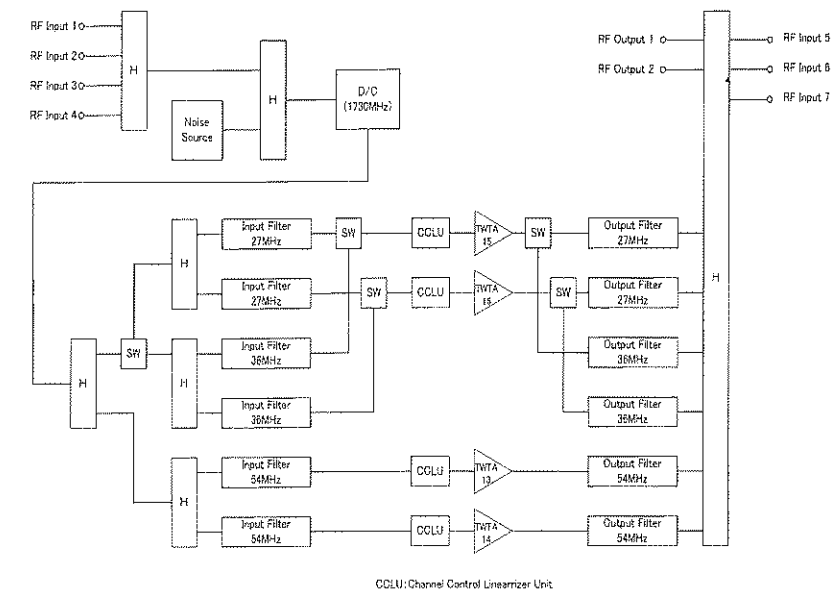 RF Input 1
RF Input 2
RF Input 3
RF Input 4
H
H
Noise
Source
D/C
(1730MHz)
RF Output 1
RF Output 2
RF Input 5
RF Input 6
RF Input 7
H
Input Filter
27MHz
SW
CCLU
TWTA
15
SW
Output Filter
27MHz
H
Input Filter
27MHz
SW
CCLU
TWTA
16
SW
Output Filter
27MHz
H
SW
H
Input Filter
36MHz
Output Filter
36MHz
H
Input Filter
36MHz
Output Filter
36MHz
Input Filter
54MHz
CCLU
TWTA
13
Output Filter
54MHz
Input Filter
54MHz
CCLU
TWTA
14
Output Filter
54MHz
CCLU: Channel Control Linearrizer Unit